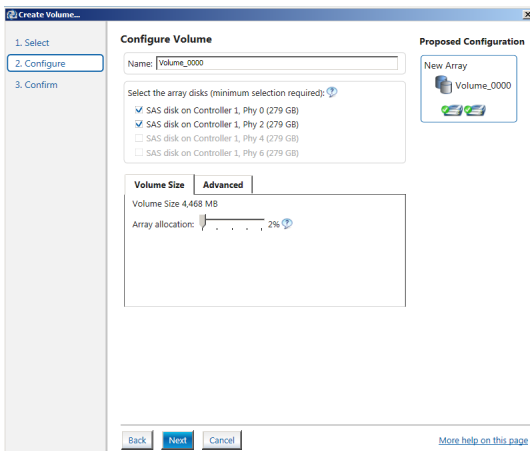 Create Volume...
1. Select
2. Configure
3. Confirm
Configure Volume
Name: Volume_0000
Select the array disks (minimum selection required):
SAS disk on Controller 1, Phy 0 (279 GB)
SAS disk on Controller 1, Phy 2 (279 GB)
SAS disk on Controller 1, Phy 4 (279 GB)
SAS disk on Controller 1, Phy 6 (279 GB)
Volume Size Advanced
Volume Size 4,468 MB
Array allocation: 2%
Proposed Configuration
New Array
Volume_0000
Back Next Cancel
More help on this page